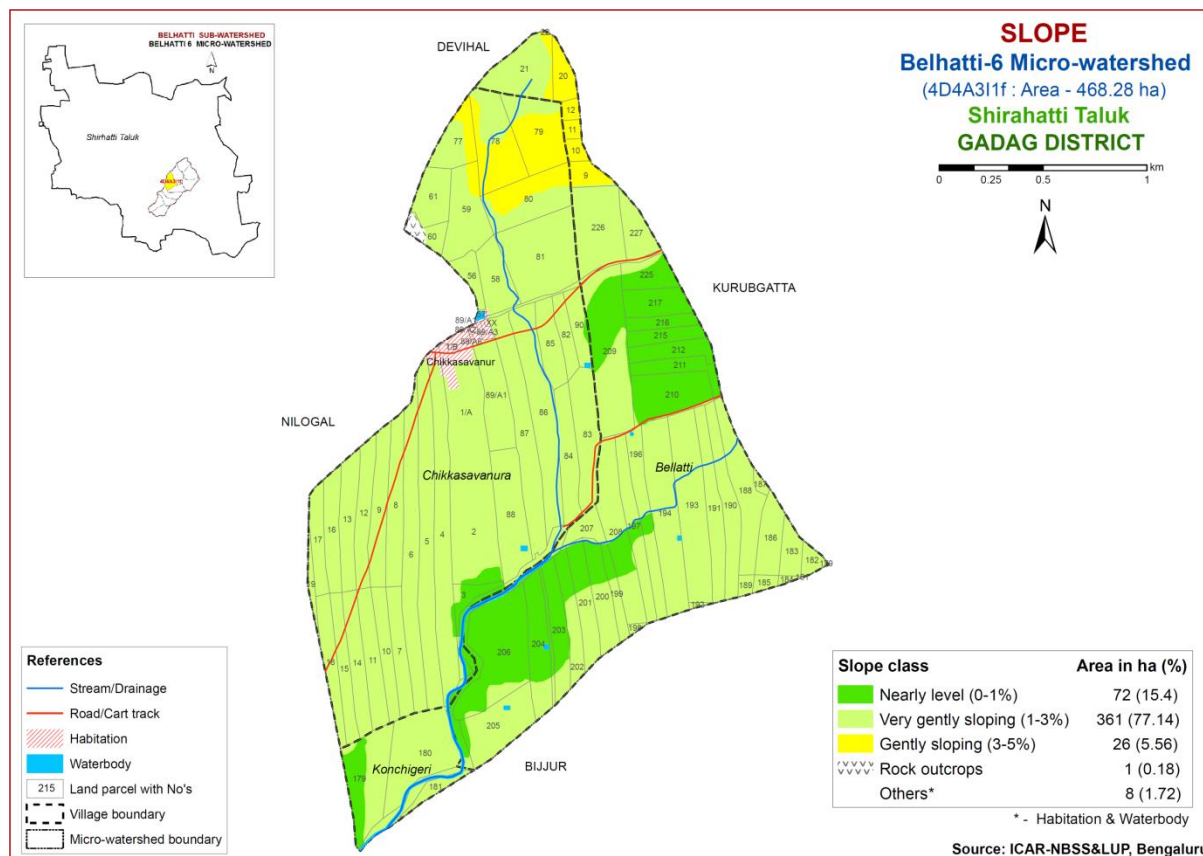 BELHATTI SUB-WATERSHED
BELHATTI 6 MICRO-WATERSHED
N
Shirhatti Taluk
SLOPE
Belhatti-6 Micro-watershed
(4D4A3I1f : Area - 468.28 ha)
Shirahatti Taluk
GADAG DISTRICT
km
0 0.25 0.5 1
N
DEVIHAL
21
20
12
11
10
9
77
78
79
61
59
80
60
226
227
81
56
58
KURUBGATTA
225
217
216
215
212
211
210
209
XX
89/A3
90
82
85
Chikkasavanur
89/A1
1/A
86
87
83
84
NILOGAL
196
Bellatti
Chikkasavanura
17
16
13
12
9
8
6
5
4
2
88
207
208
197
194
193
191
190
188
187
186
183
182
189
185
3
201
200
199
203
204
206
202
198
192
15
14
11
10
7
205
180
BIJJUR
Konchigeri
179
181
References
Stream/Drainage
Road/Cart track
Habitation
Waterbody
215 Land parcel with No's
Village boundary
Micro-watershed boundary
Slope class Area in ha (%)
Nearly level (0-1%) 72 (15.4)
Very gently sloping (1-3%) 361 (77.14)
Gently sloping (3-5%) 26 (5.56)
Rock outcrops 1 (0.18)
Others* 8 (1.72)
* - Habitation & Waterbody
Source: ICAR-NBSS&LUP, Bengaluru